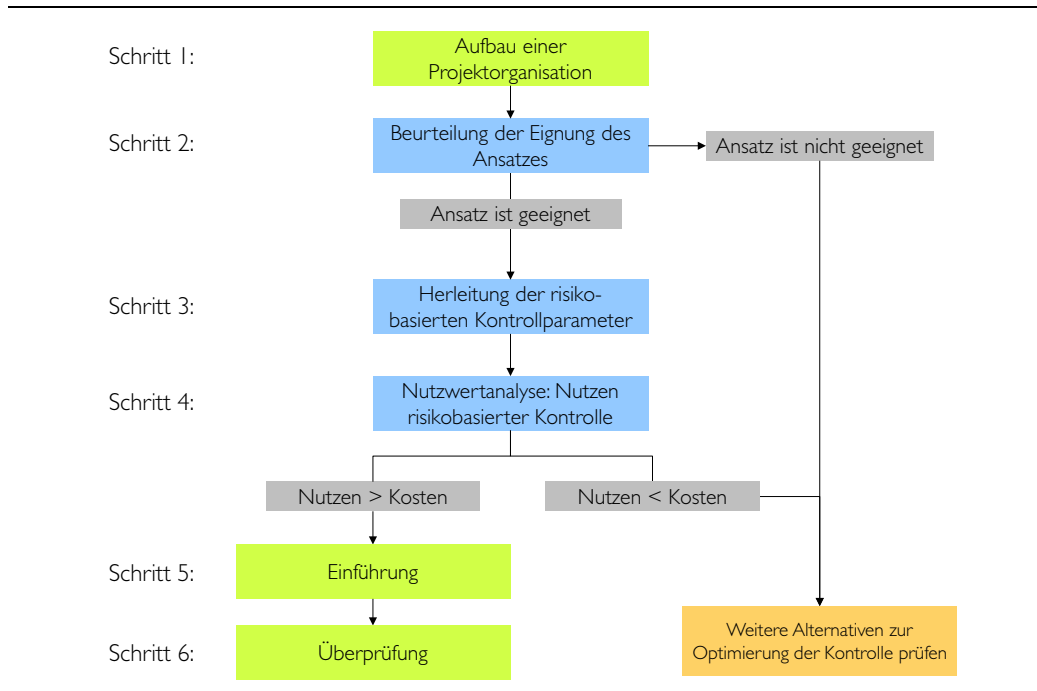 Schritt 1:
Aufbau einer
Projektorganisation
Schritt 2:
Beurteilung der Eignung des
Ansatzes
Ansatz ist nicht geeignet
Ansatz ist geeignet
Schritt 3:
Herleitung der risiko-
basierten Kontrollparameter
Schritt 4:
Nutzwertanalyse: Nutzen
risikobasierter Kontrolle
Nutzen > Kosten
Nutzen < Kosten
Schritt 5:
Einführung
Schritt 6:
Überprüfung
Weitere Alternativen zur
Optimierung der Kontrolle prüfen